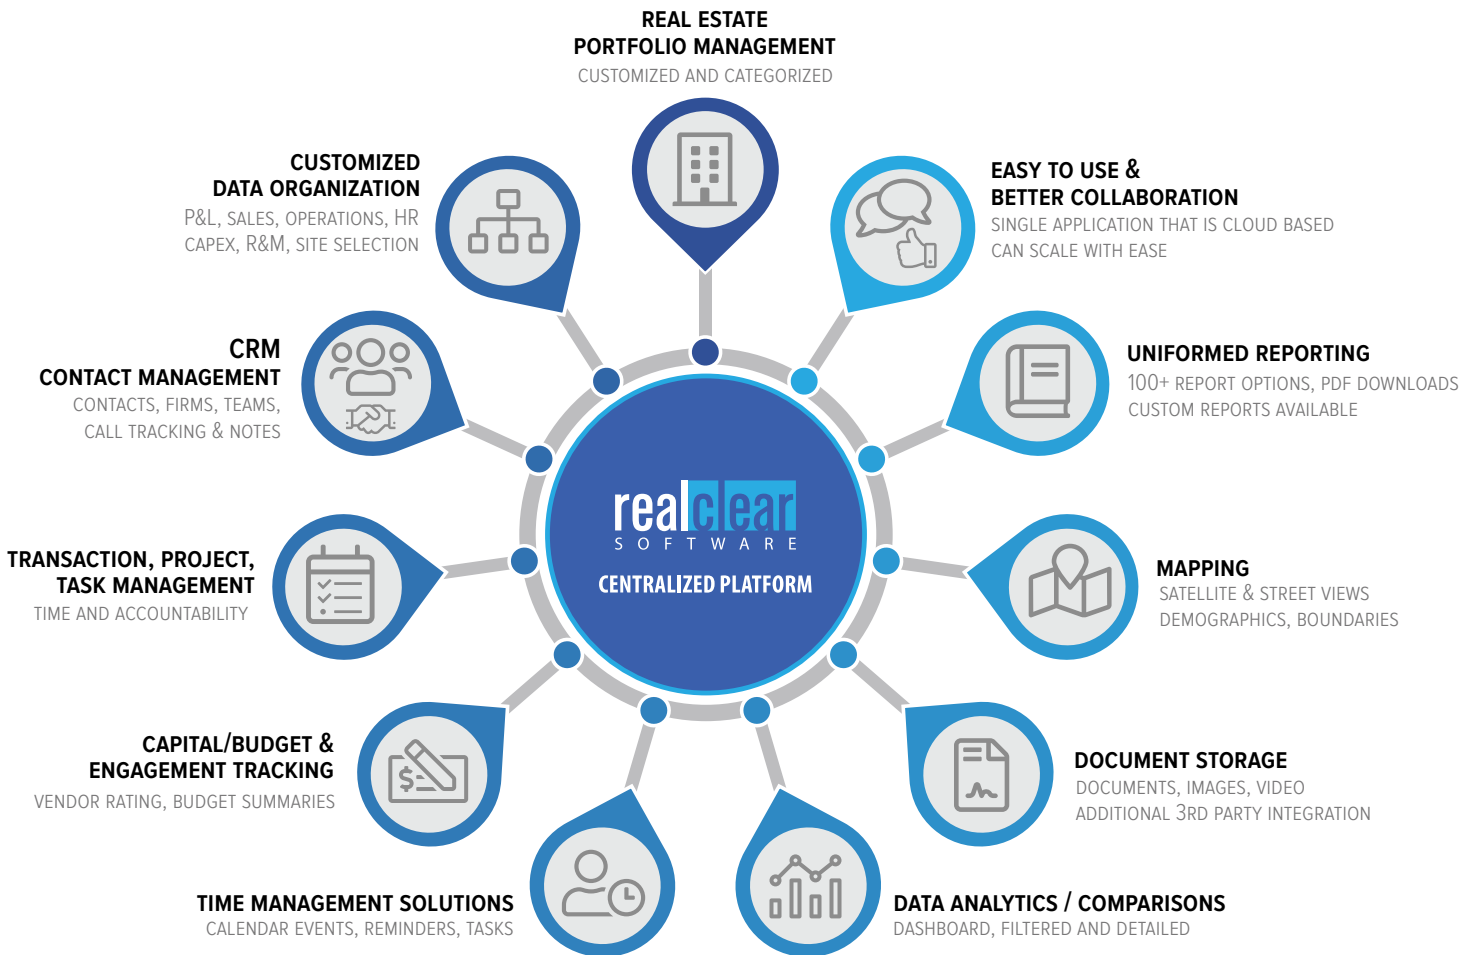 REAL ESTATE
PORTFOLIO MANAGEMENT
CUSTOMIZED AND CATEGORIZED
EASY TO USE &
BETTER COLLABORATION
SINGLE APPLICATION THAT IS CLOUD BASED
CAN SCALE WITH EASE
UNIFORMED REPORTING
100+ REPORT OPTIONS, PDF DOWNLOADS
CUSTOM REPORTS AVAILABLE
MAPPING
SATELLITE & STREET VIEWS
DEMOGRAPHICS, BOUNDARIES
DOCUMENT STORAGE
DOCUMENTS, IMAGES, VIDEO
ADDITIONAL 3RD PARTY INTEGRATION
DATA ANALYTICS / COMPARISONS
DASHBOARD, FILTERED AND DETAILED
TIME MANAGEMENT SOLUTIONS
CALENDAR EVENTS, REMINDERS, TASKS
CAPITAL/BUDGET &
ENGAGEMENT TRACKING
VENDOR RATING, BUDGET SUMMARIES
$
TRANSACTION, PROJECT,
TASK MANAGEMENT
TIME AND ACCOUNTABILITY
CRM
CONTACT MANAGEMENT
CONTACTS, FIRMS, TEAMS,
CALL TRACKING & NOTES
CUSTOMIZED
DATA ORGANIZATION
P&L, SALES, OPERATIONS, HR
CAPEX, R&M, SITE SELECTION
realclear
SOFTWARE
CENTRALIZED PLATFORM